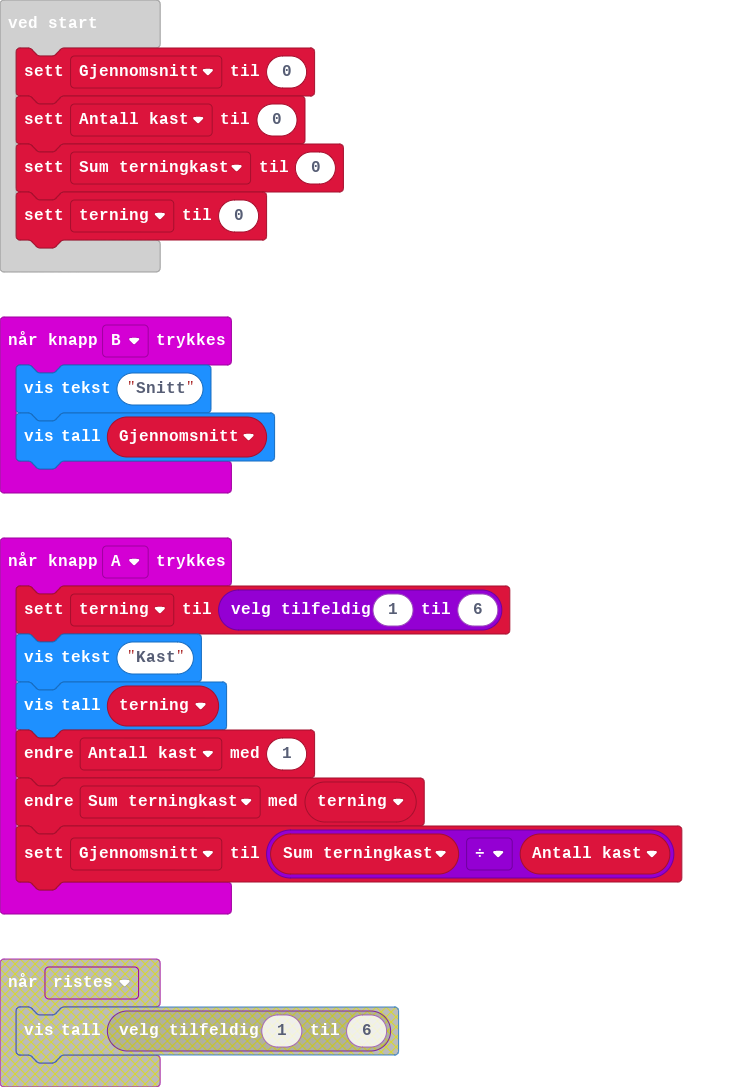 ved start
sett Gjennomsnitt til 0
sett Antall kast til 0
sett Sum terningkast til 0
sett terning til 0
når knapp B trykkes
vis tekst "Snitt"
vis tall Gjennomsnitt
når knapp A trykkes
sett terning til velg tilfeldig 1 til 6
vis tekst "Kast"
vis tall terning
endre Antall kast med 1
endre Sum terningkast med terning
sett Gjennomsnitt til Sum terningkast ÷ Antall kast
når ristes
vis tall velg tilfeldig 1 til 6